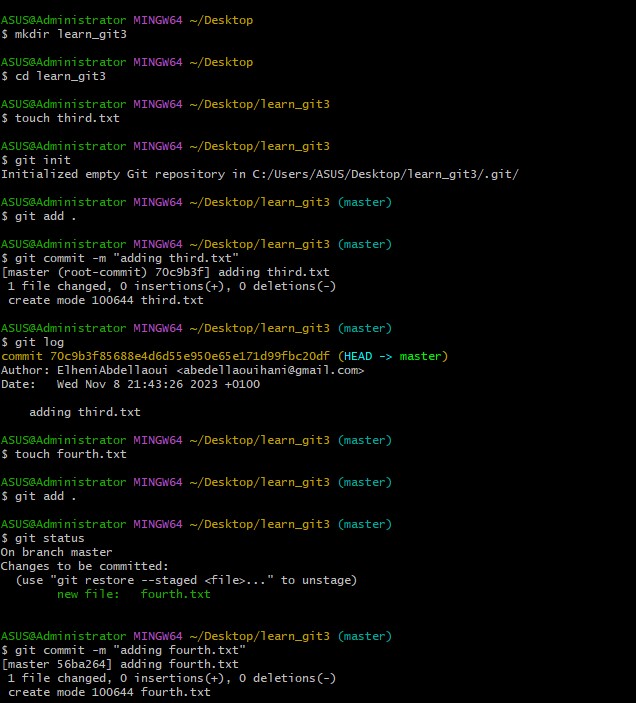 ASUS@Administrator MINGW64 ~/Desktop
$ mkdir learn_git3
ASUS@Administrator MINGW64 ~/Desktop
$ cd learn_git3
ASUS@Administrator MINGW64 ~/Desktop/learn_git3
$ touch third.txt
ASUS@Administrator MINGW64 ~/Desktop/learn_git3
$ git init
Initialized empty Git repository in C:/Users/ASUS/Desktop/learn_git3/.git/
ASUS@Administrator MINGW64 ~/Desktop/learn_git3 (master)
$ git add .
ASUS@Administrator MINGW64 ~/Desktop/learn_git3 (master)
$ git commit -m "adding third.txt"
[master (root-commit) 70c9b3f] adding third.txt
 1 file changed, 0 insertions(+), 0 deletions(-)
 create mode 100644 third.txt
ASUS@Administrator MINGW64 ~/Desktop/learn_git3 (master)
$ git log
commit 70c9b3f85688e4d6d55e950e65e171d99fbc20df (HEAD -> master)
Author: ElheniAbdellaoui <abedellaouihani@gmail.com>
Date:   Wed Nov 8 21:43:26 2023 +0100
    adding third.txt
ASUS@Administrator MINGW64 ~/Desktop/learn_git3 (master)
$ touch fourth.txt
ASUS@Administrator MINGW64 ~/Desktop/learn_git3 (master)
$ git add .
ASUS@Administrator MINGW64 ~/Desktop/learn_git3 (master)
$ git status
On branch master
Changes to be committed:
  (use "git restore --staged <file>..." to unstage)
        new file:   fourth.txt
ASUS@Administrator MINGW64 ~/Desktop/learn_git3 (master)
$ git commit -m "adding fourth.txt"
[master 56ba264] adding fourth.txt
 1 file changed, 0 insertions(+), 0 deletions(-)
 create mode 100644 fourth.txt